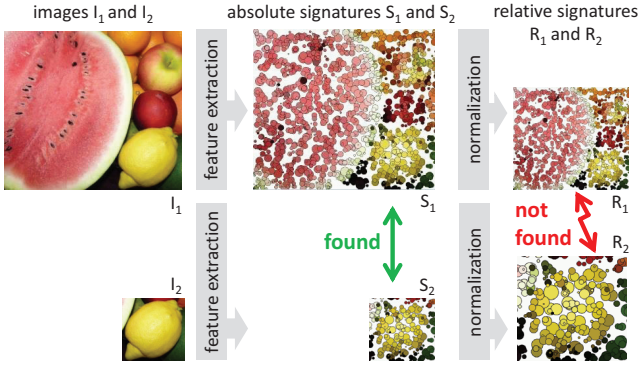 images I₁ and I₂
absolute signatures S₁ and S₂
relative signatures
R₁ and R₂
feature extraction
normalization
I₁
S₁
R₁
found
not
found
R₂
I₂
S₂
feature extraction
normalization